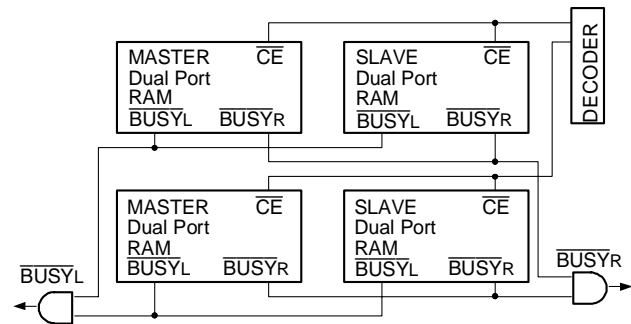 MASTER
Dual Port
RAM
CE
BUSYL BUSYR
SLAVE
Dual Port
RAM
CE
BUSYL BUSYR
DECODER
MASTER
Dual Port
RAM
CE
BUSYL BUSYR
SLAVE
Dual Port
RAM
CE
BUSYL BUSYR
BUSYL
BUSYR